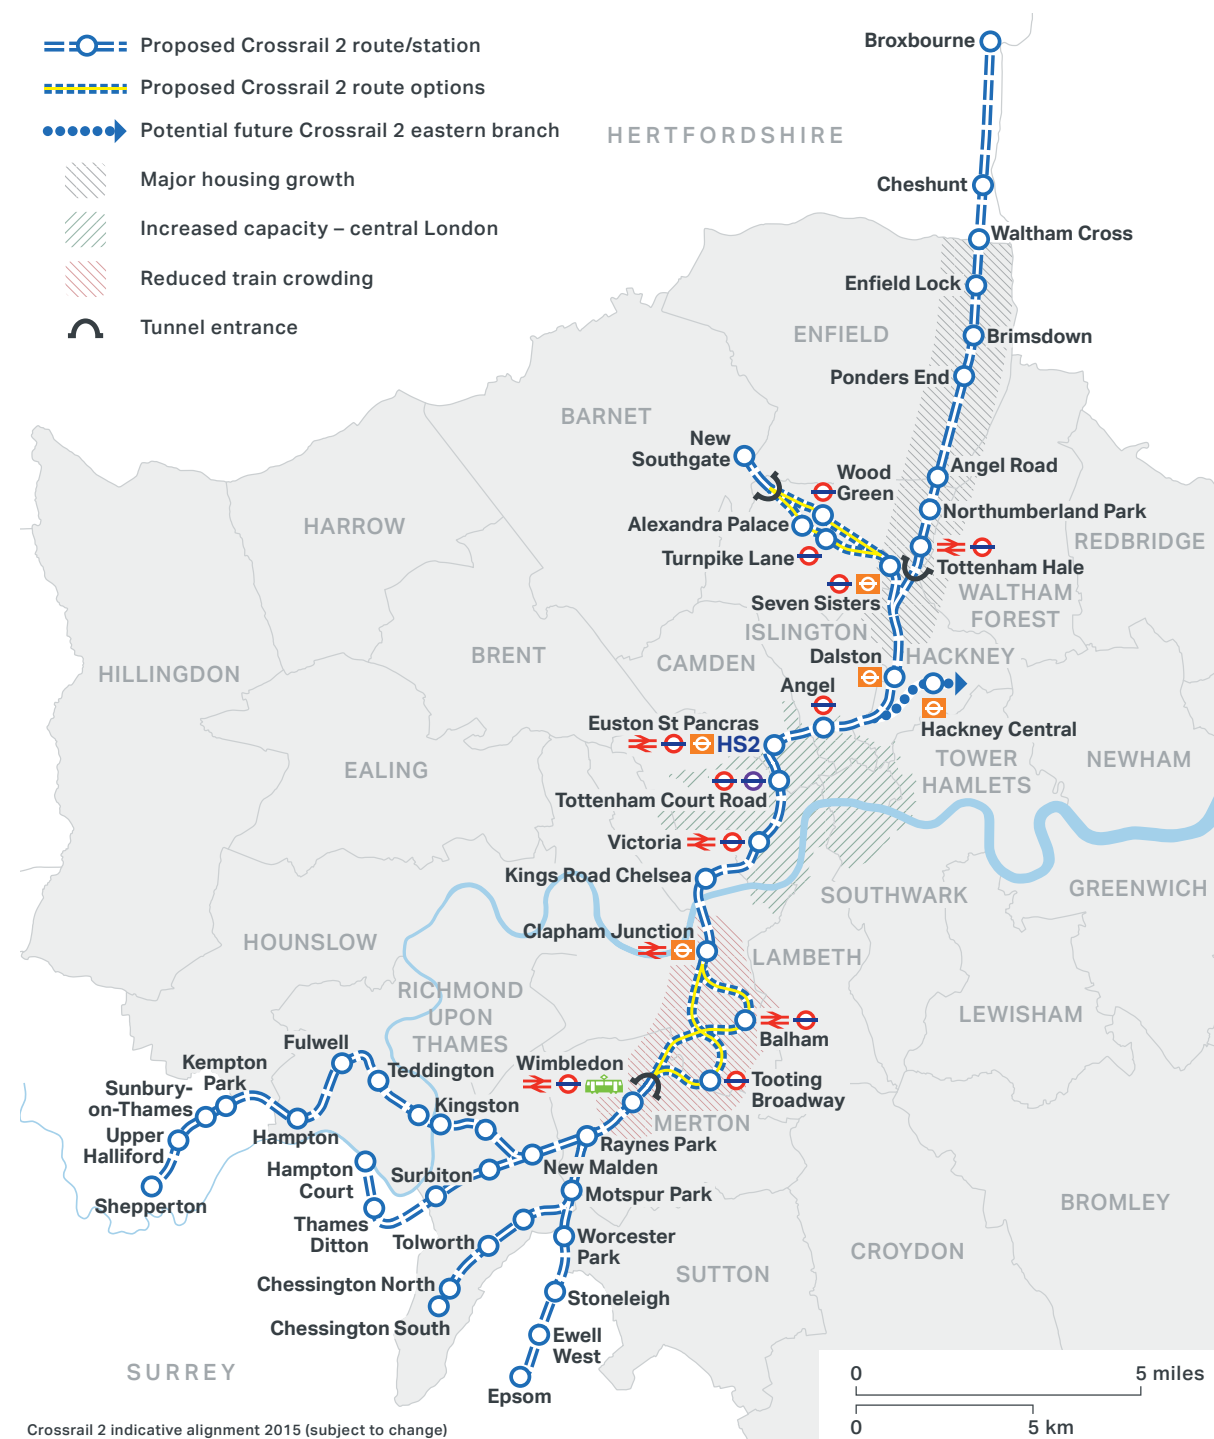 Proposed Crossrail 2 route/station
Proposed Crossrail 2 route options
Potential future Crossrail 2 eastern branch
Major housing growth
Increased capacity – central London
Reduced train crowding
Tunnel entrance
Broxbourne
HERTFORDSHIRE
Cheshunt
Waltham Cross
Enfield Lock
ENFIELD
Brimsdown
Ponders End
BARNET
New
Southgate
Wood
Green
Angel Road
Alexandra Palace
Northumberland Park
HARROW
REDBRIDGE
Turnpike Lane
Tottenham Hale
Seven Sisters
WALTHAM
FOREST
ISLINGTON
BRENT
CAMDEN
Dalston
HACKNEY
HILLINGDON
Angel
Euston St Pancras
HS2
Hackney Central
EALING
TOWER
HAMLETS
NEWHAM
Tottenham Court Road
Victoria
Kings Road Chelsea
SOUTHWARK
GREENWICH
HOUNSLOW
Clapham Junction
LAMBETH
RICHMOND
UPON
THAMES
LEWISHAM
Balham
Fulwell
Kempton
Park
Teddington
Wimbledon
Tooting
Broadway
Sunbury-
on-Thames
Kingston
MERTON
Upper
Halliford
Hampton
Raynes Park
New Malden
Hampton
Court
Surbiton
Motspur Park
Shepperton
BROMLEY
Thames
Ditton
Tolworth
Worcester
Park
CROYDON
SUTTON
Chessington North
Stoneleigh
Chessington South
Ewell
West
SURREY
Epsom
0
5 miles
0
5 km
Crossrail 2 indicative alignment 2015 (subject to change)